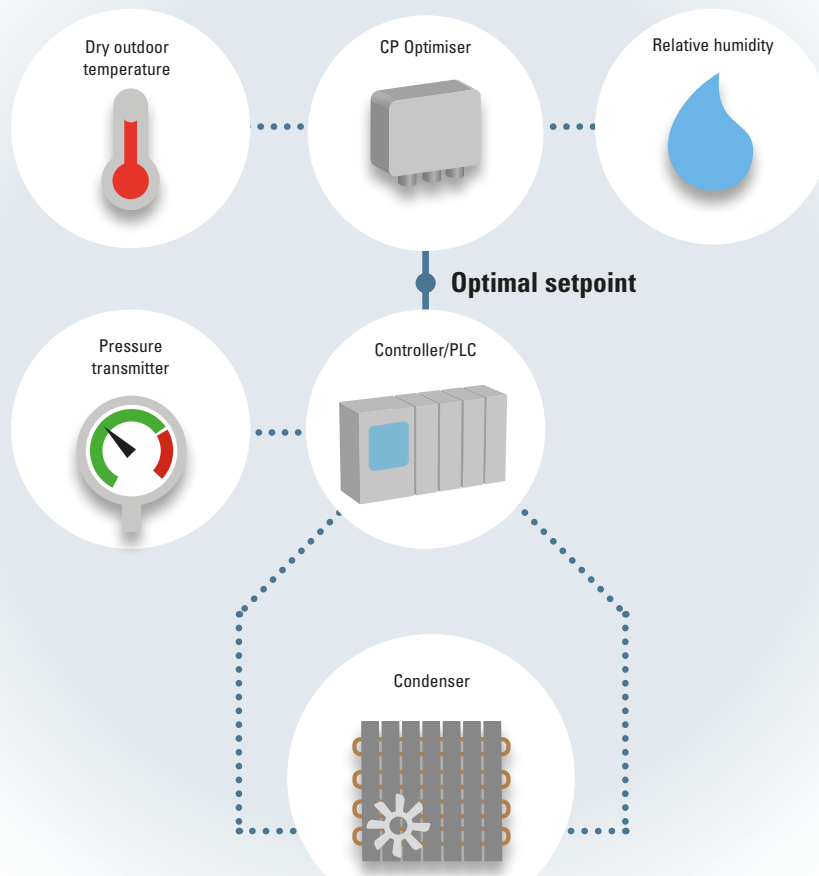 Dry outdoor
temperature
CP Optimiser
Relative humidity
Optimal setpoint
Pressure
transmitter
Controller/PLC
Condenser